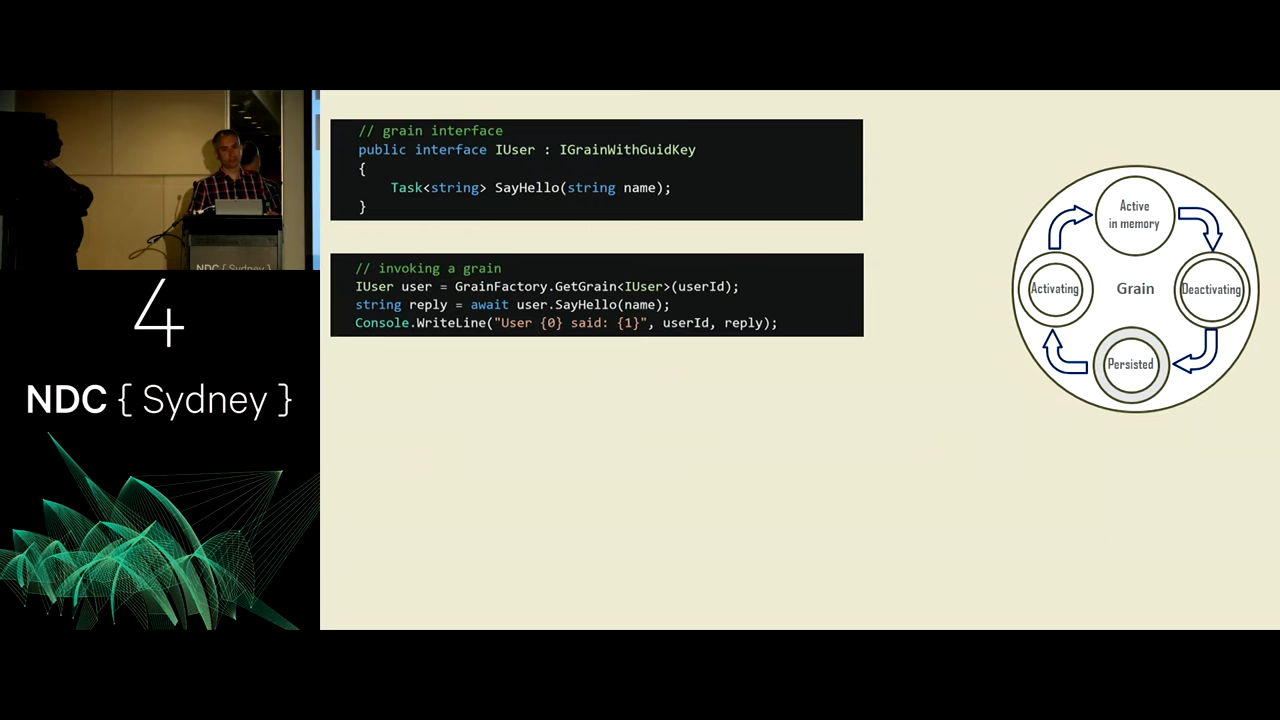 // grain interface
public interface IUser : IGrainWithGuidKey
{
Task<string> SayHello(string name);
}
// invoking a grain
IUser user = GrainFactory.GetGrain<IUser>(userId);
string reply = await user.SayHello(name);
Console.WriteLine("User {0} said: {1}", userId, reply);
Active
in memory
Activating
Grain
Deactivating
Persisted
NDC { Sydney }
4
NDC { Sydney }